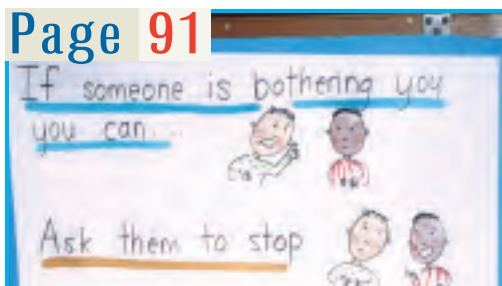 Page 91
If someone is bothering you
you can...
Ask them to stop